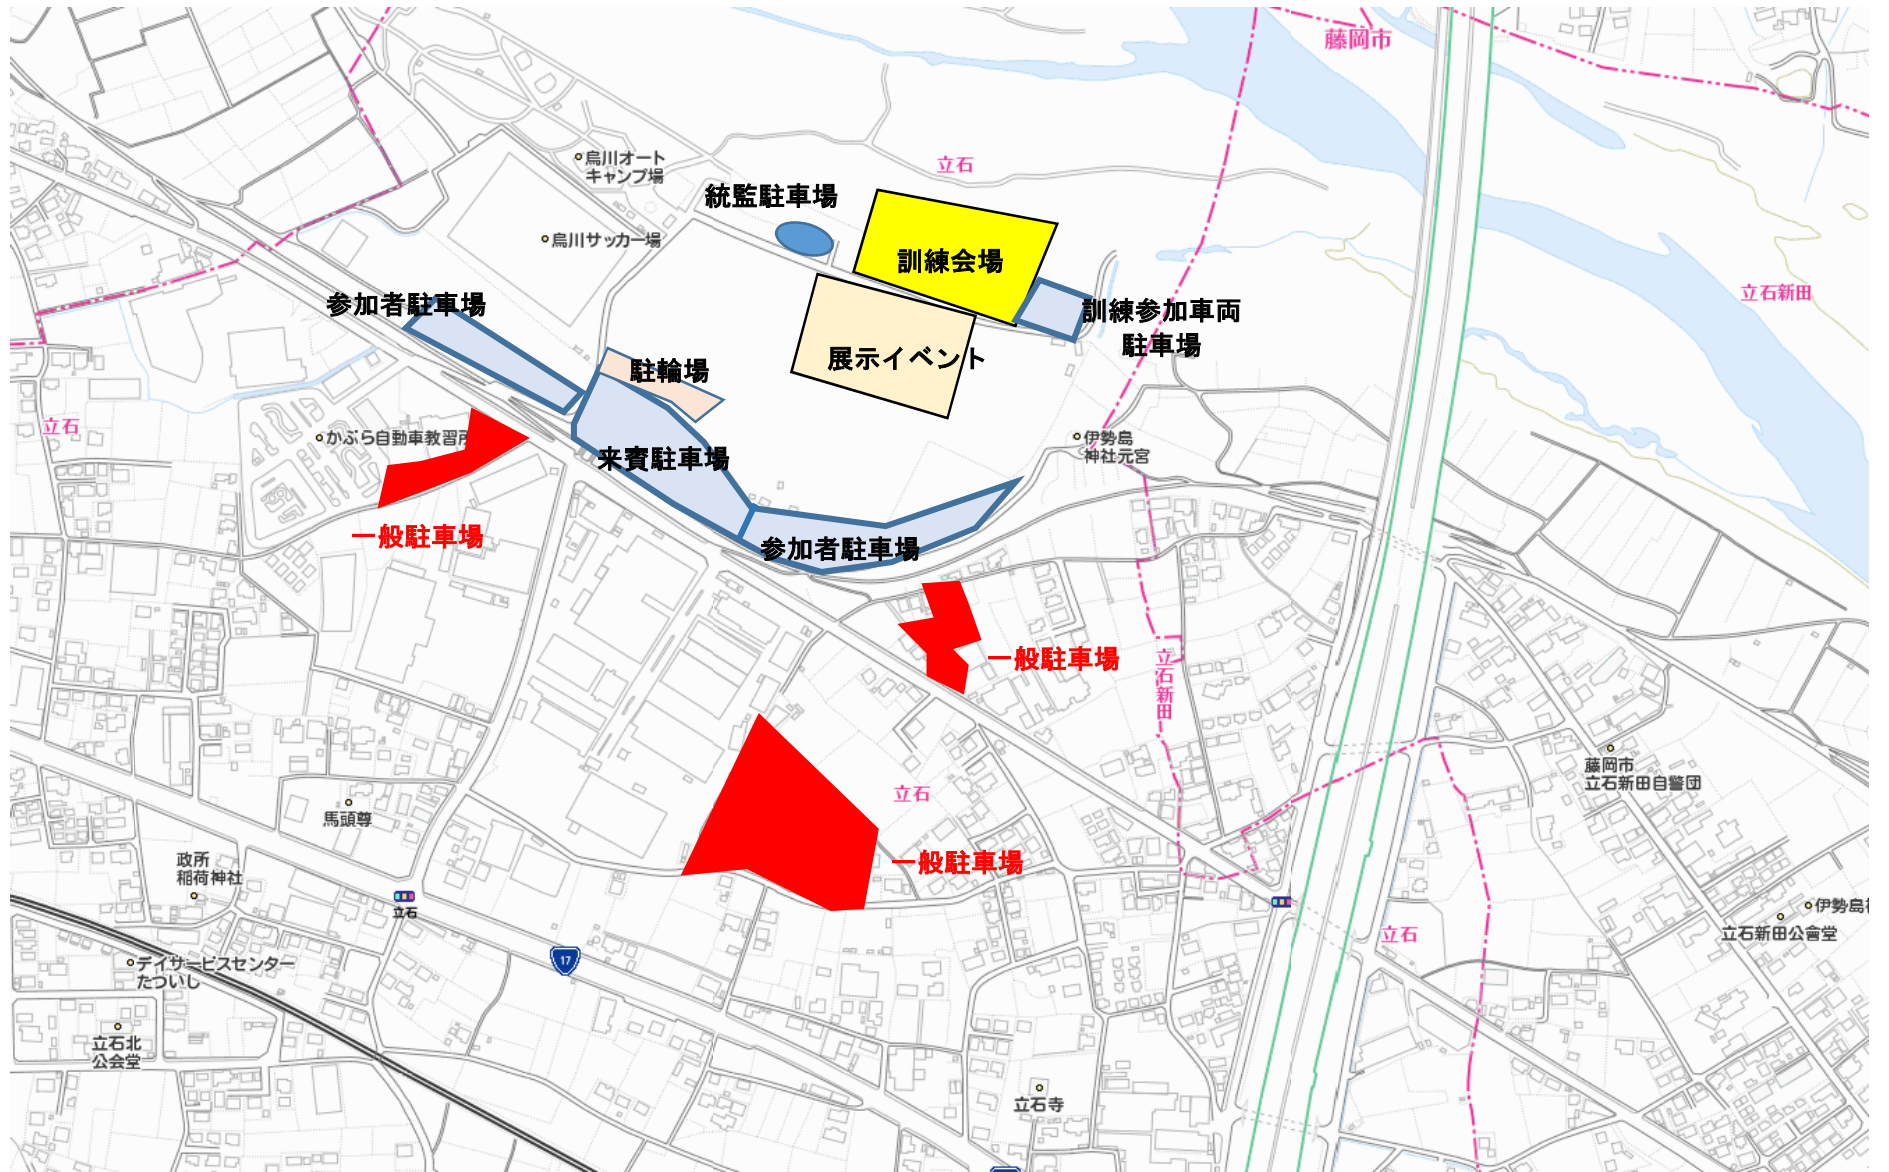 藤岡市
烏川オート
キャンプ場
立石
統監駐車場
烏川サッカー場
訓練会場
立石新田
参加者駐車場
訓練参加車両
駐車場
展示イベント
駐輪場
立石
かぶら自動車教習所
伊勢島
神社元宮
来賓駐車場
一般駐車場
参加者駐車場
一般駐車場
立石新田
藤岡市
立石新田自警団
立石
馬頭尊
政所
稲荷神社
一般駐車場
立石
伊勢島
立石新田公会堂
立石
17
デイサービスセンター
たついし
立石北
公会堂
立石寺